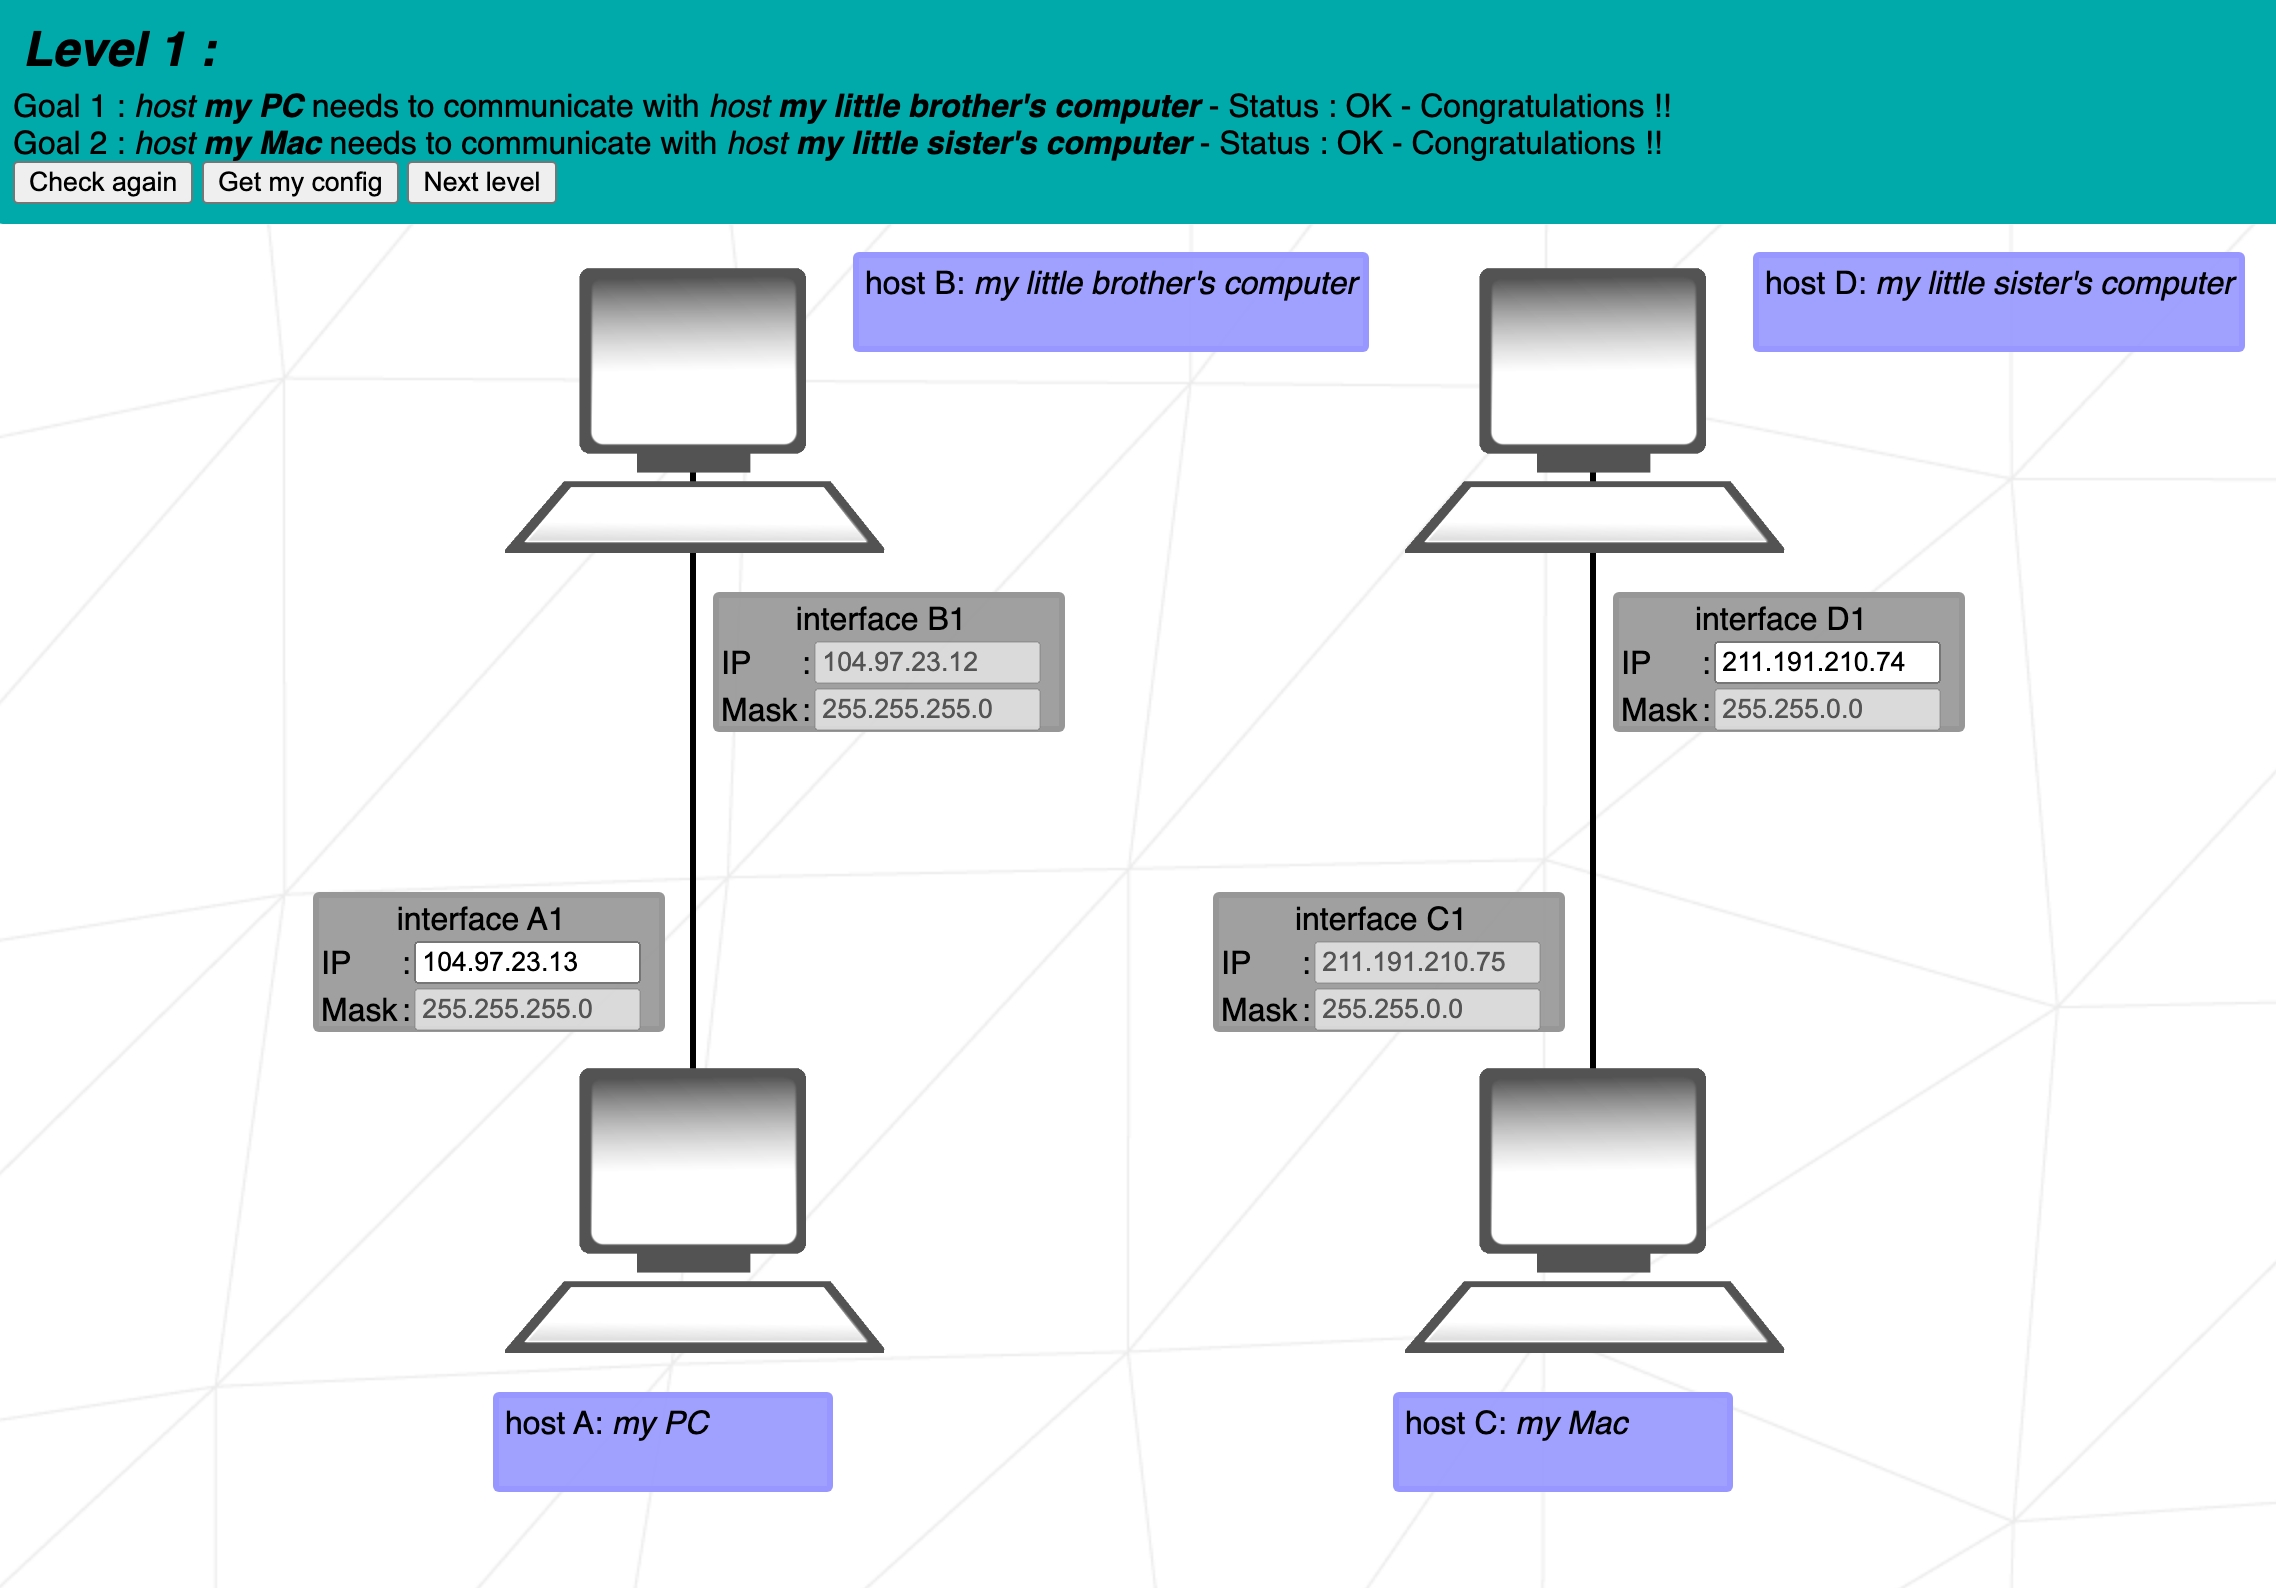 Level 1 :
Goal 1 : host my PC needs to communicate with host my little brother's computer - Status : OK - Congratulations !!
Goal 2 : host my Mac needs to communicate with host my little sister's computer - Status : OK - Congratulations !!
Check again Get my config Next level
host B: my little brother's computer
host D: my little sister's computer
interface B1
IP : 104.97.23.12
Mask : 255.255.255.0
interface D1
IP : 211.191.210.74
Mask : 255.255.0.0
interface A1
IP : 104.97.23.13
Mask : 255.255.255.0
interface C1
IP : 211.191.210.75
Mask : 255.255.0.0
host A: my PC
host C: my Mac